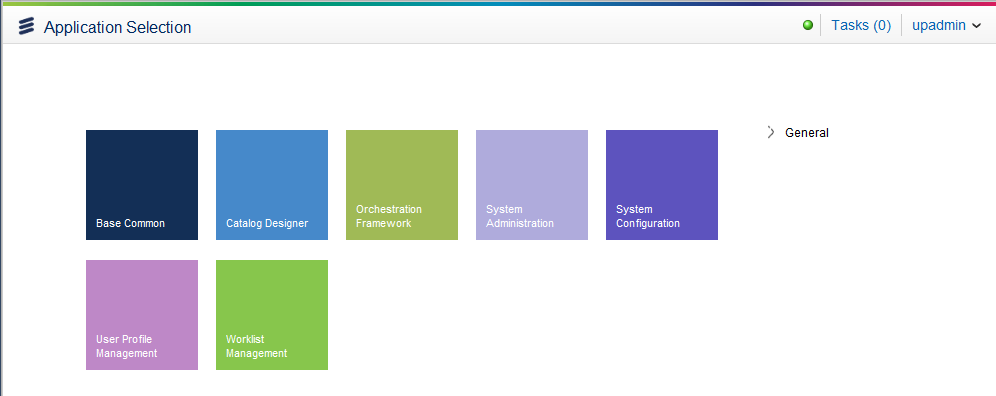 Application Selection
Tasks (0)
upadmin
General
Base Common
Catalog Designer
Orchestration
Framework
System
Administration
System
Configuration
User Profile
Management
Worklist
Management